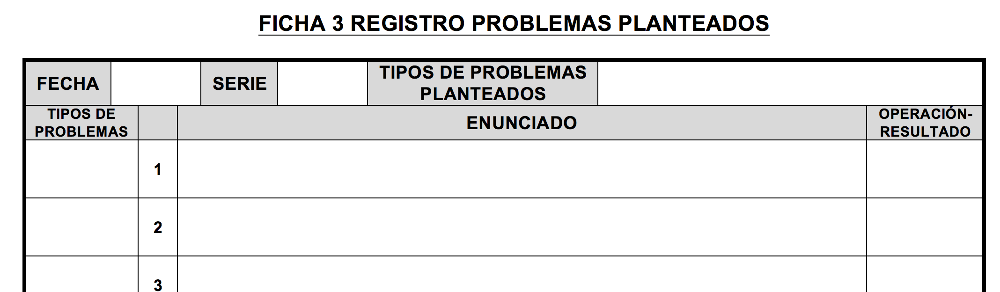 FICHA 3 REGISTRO PROBLEMAS PLANTEADOS
FECHA
SERIE
TIPOS DE PROBLEMAS
PLANTEADOS
TIPOS DE
PROBLEMAS
ENUNCIADO
OPERACIÓN-
RESULTADO
1
2
3